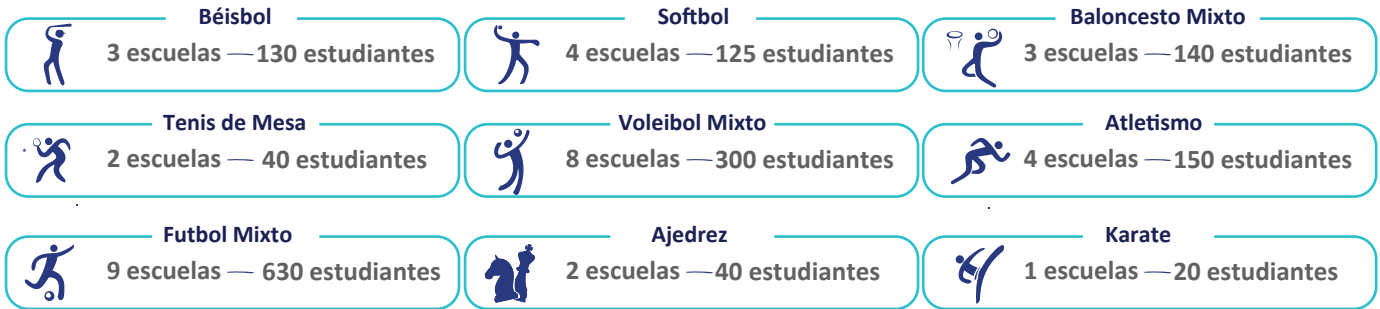 Béisbol
3 escuelas — 130 estudiantes
Softbol
4 escuelas — 125 estudiantes
Baloncesto Mixto
3 escuelas — 140 estudiantes
Tenis de Mesa
2 escuelas — 40 estudiantes
Voleibol Mixto
8 escuelas — 300 estudiantes
Atletismo
4 escuelas — 150 estudiantes
Futbol Mixto
9 escuelas — 630 estudiantes
Ajedrez
2 escuelas — 40 estudiantes
Karate
1 escuelas — 20 estudiantes